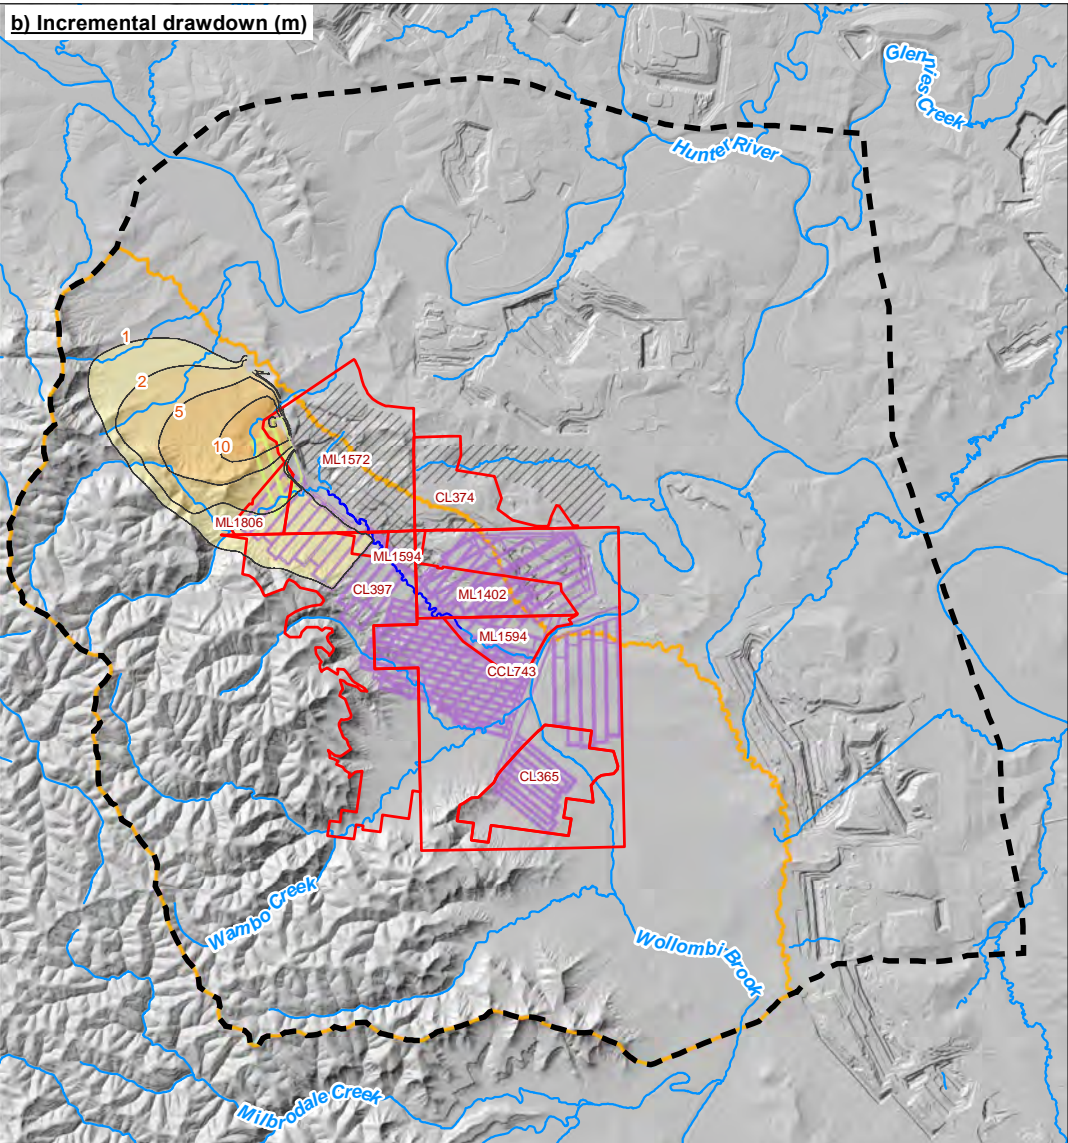 b) Incremental drawdown (m)
Glennies Creek
Hunter River
1
2
5
10
ML1572
CL374
ML1806
ML1594
CL397
ML1402
ML1594
CCL743
CL365
Wambo Creek
Wollombi Brook
Milbrodale Creek